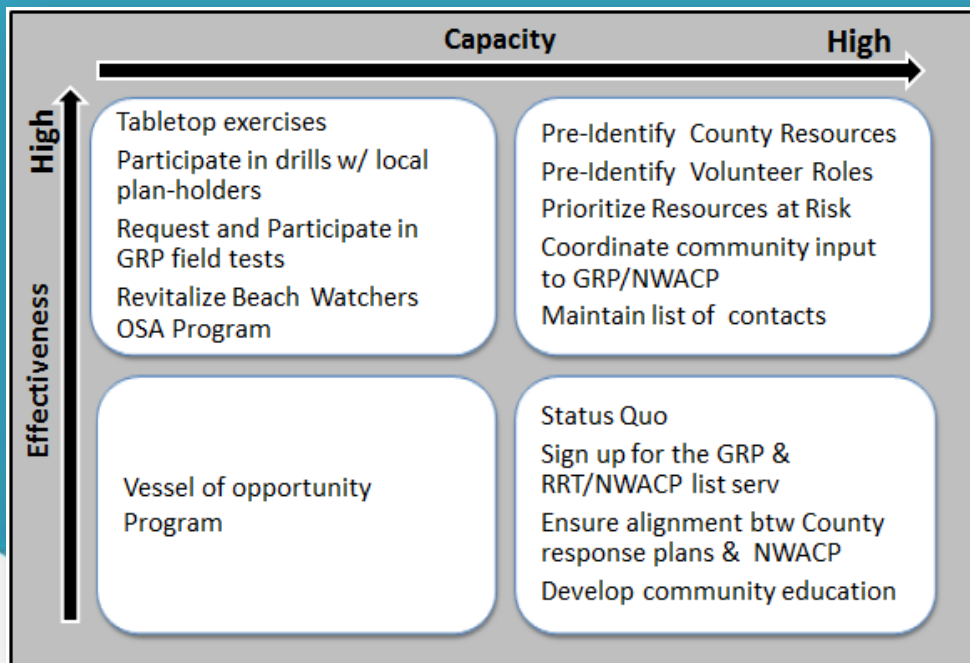 Capacity
High
High
Effectiveness
Tabletop exercises
Participate in drills w/ local
plan-holders
Request and Participate in
GRP field tests
Revitalize Beach Watchers
OSA Program
Pre-Identify County Resources
Pre-Identify Volunteer Roles
Prioritize Resources at Risk
Coordinate community input
to GRP/NWACP
Maintain list of contacts
Vessel of opportunity
Program
Status Quo
Sign up for the GRP &
RRT/NWACP list serv
Ensure alignment btw County
response plans & NWACP
Develop community education